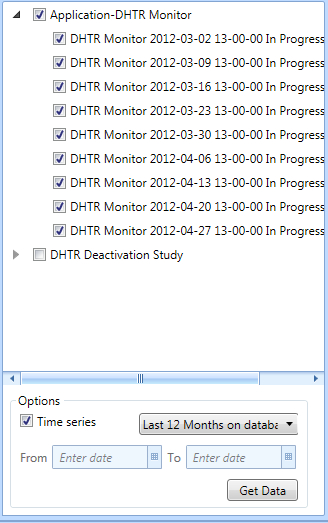 Application-DHTR Monitor
DHTR Monitor 2012-03-02 13-00-00 In Progress
DHTR Monitor 2012-03-09 13-00-00 In Progress
DHTR Monitor 2012-03-16 13-00-00 In Progress
DHTR Monitor 2012-03-23 13-00-00 In Progress
DHTR Monitor 2012-03-30 13-00-00 In Progress
DHTR Monitor 2012-04-06 13-00-00 In Progress
DHTR Monitor 2012-04-13 13-00-00 In Progress
DHTR Monitor 2012-04-20 13-00-00 In Progress
DHTR Monitor 2012-04-27 13-00-00 In Progress
DHTR Deactivation Study
Options
Time series Last 12 Months on databa
From Enter date To Enter date
Get Data